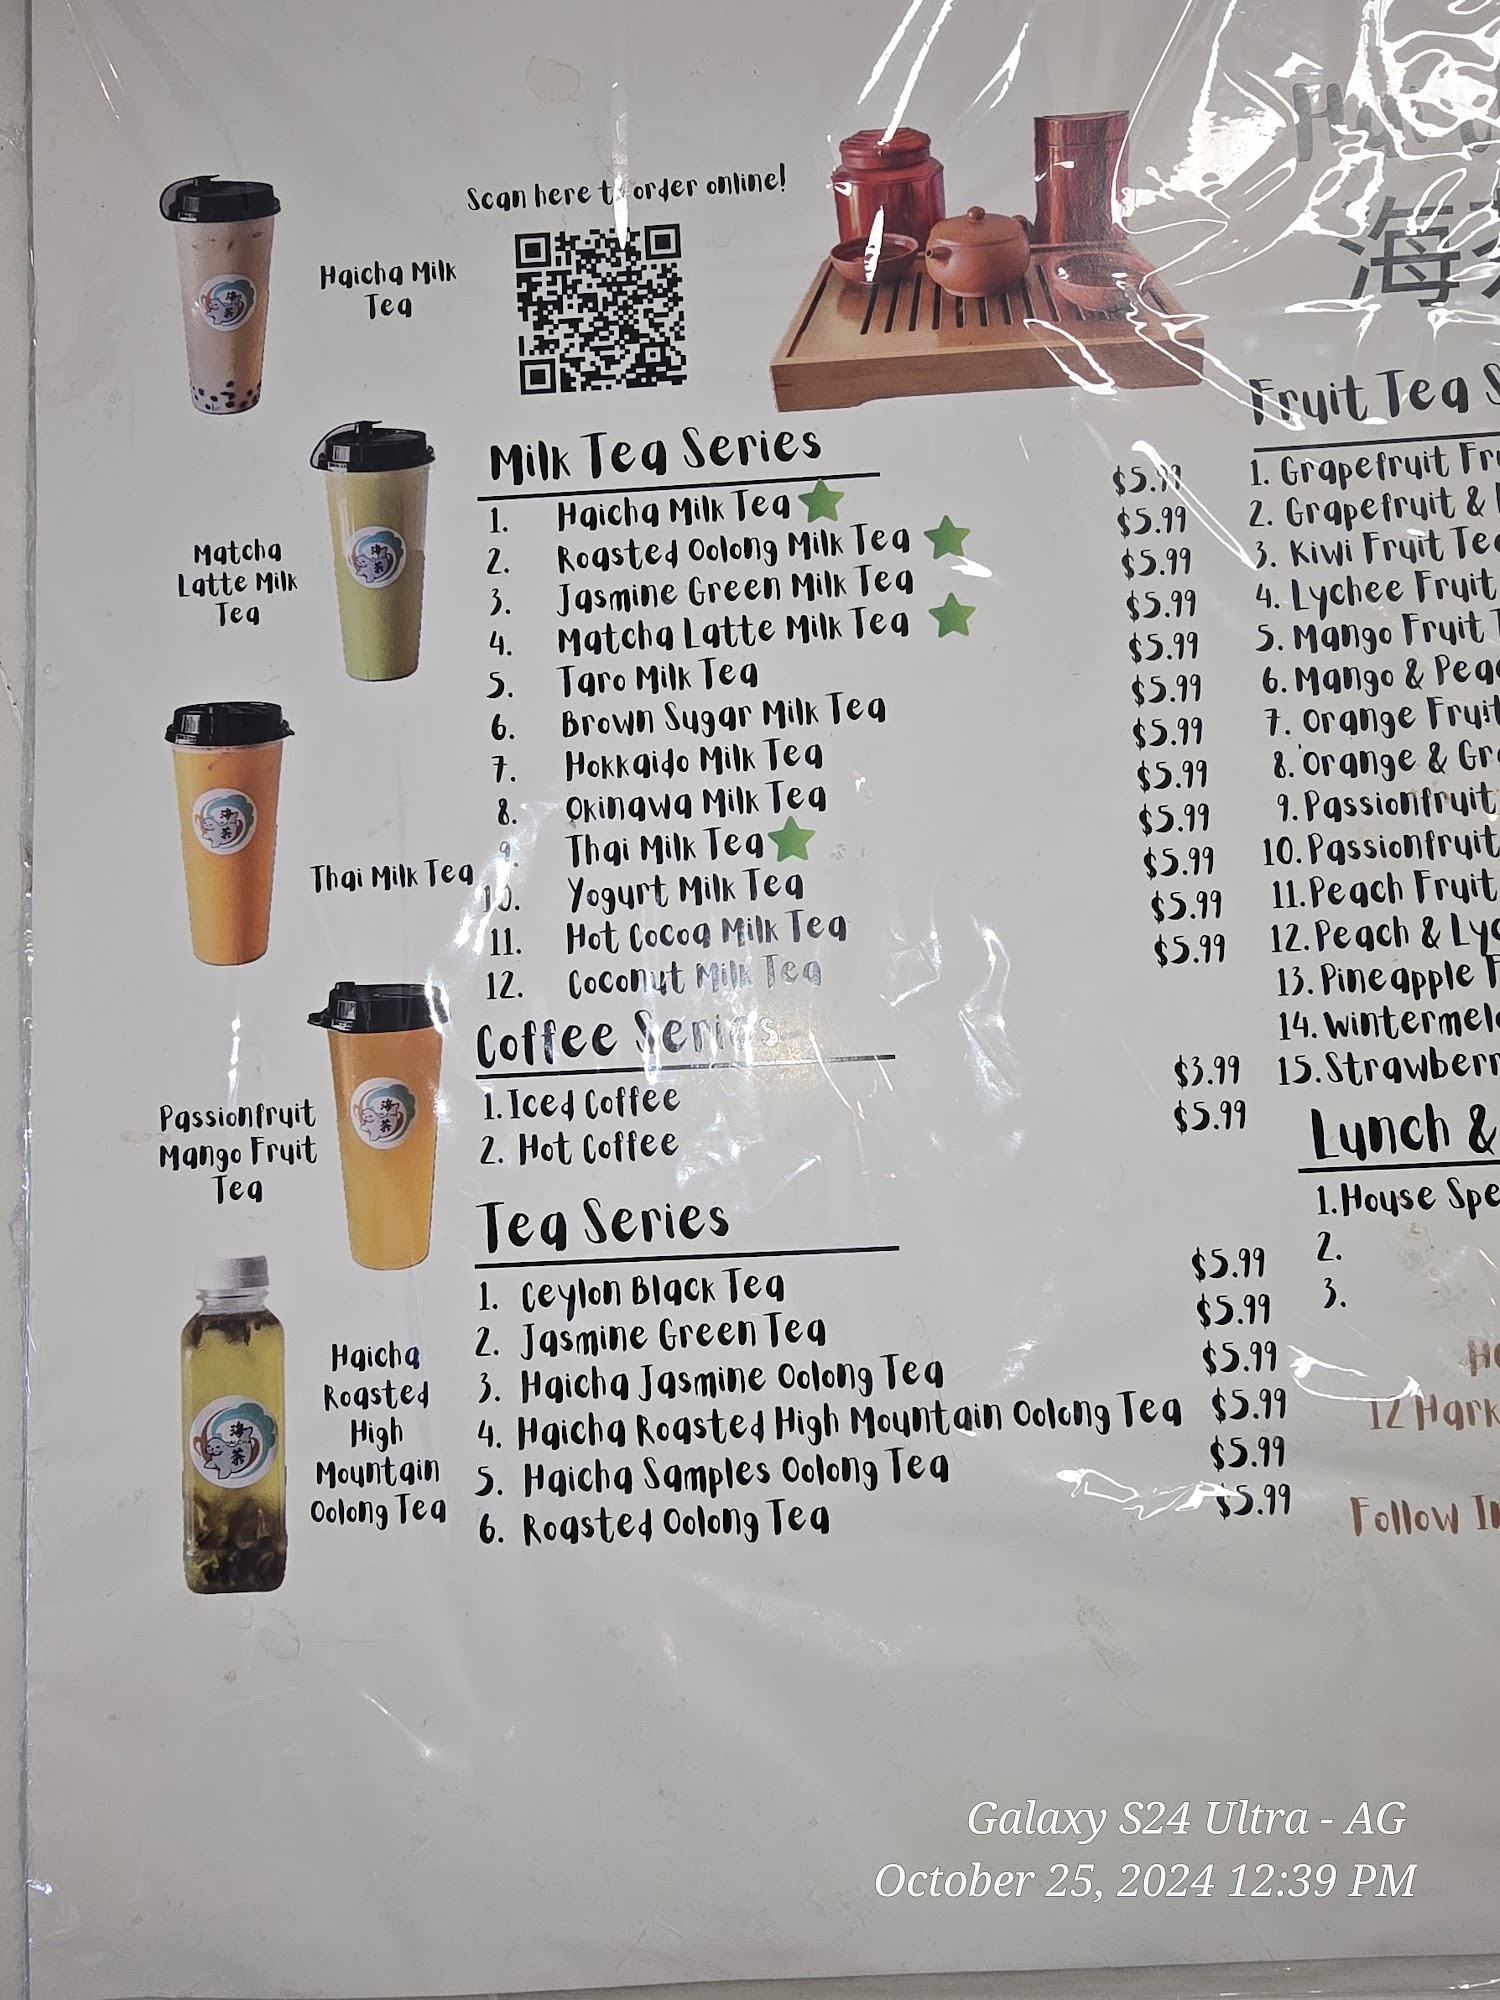 Scan here to order online!
Haicha Milk
Tea
Matcha
Latte Milk
Tea
Thai Milk Tea
Passionfruit
Mango Fruit
Tea
Haicha
Roasted
High
Mountain
Oolong Tea
Milk Tea Series
1. Haicha Milk Tea $5.99
2. Roasted Oolong Milk Tea $5.99
3. Jasmine Green Milk Tea $5.99
4. Matcha Latte Milk Tea $5.99
5. Taro Milk Tea $5.99
6. Brown Sugar Milk Tea $5.99
7. Hokkaido Milk Tea $5.99
8. Okinawa Milk Tea $5.99
9. Thai Milk Tea $5.99
10. Yogurt Milk Tea $5.99
11. Hot Cocoa Milk Tea $5.99
12. Coconut Milk Tea $5.99
Coffee Series
1. Iced Coffee $3.99
2. Hot Coffee $5.99
Tea Series
1. Ceylon Black Tea $5.99
2. Jasmine Green Tea $5.99
3. Haicha Jasmine Oolong Tea $5.99
4. Haicha Roasted High Mountain Oolong Tea $5.99
5. Haicha Samples Oolong Tea $5.99
6. Roasted Oolong Tea $5.99
海
Fruit Tea
1. Grapefruit
2. Grapefruit &
3. Kiwi Fruit
4. Lychee Fruit
5. Mango Fruit
6. Mango &
7. Orange
8. Orange &
9. Passionfruit
10. Passionfruit
11. Peach Fruit
12. Peach &
13. Pineapple
14.
15.
Lunch &
1. House
2.
3.
12
Follow
Galaxy S24 Ultra - AG
October 25, 2024 12:39 PM